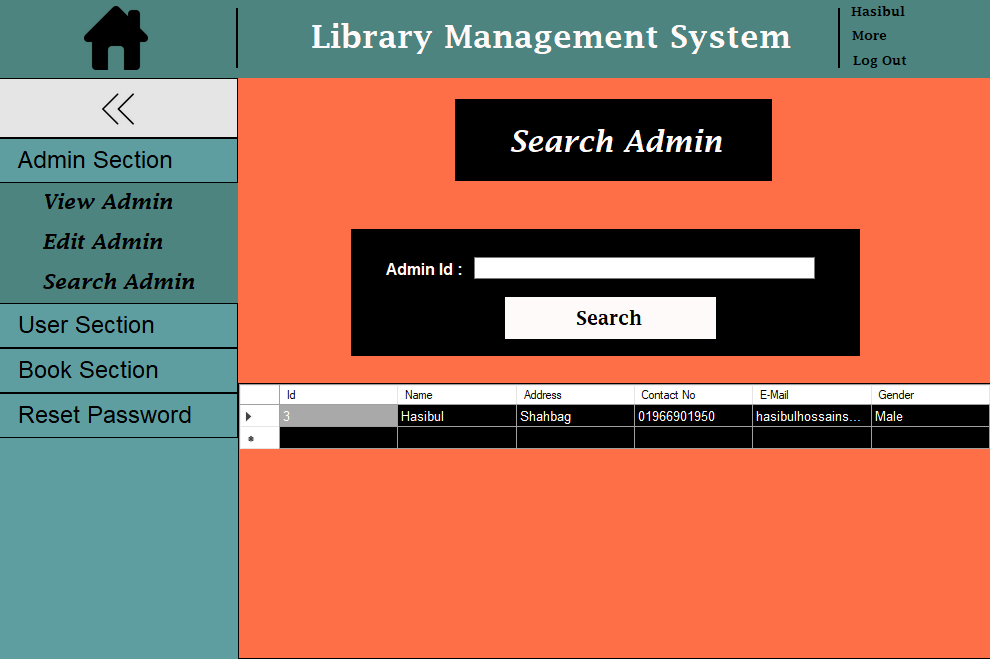 Library Management System
Hasibul
More
Log Out
Admin Section
View Admin
Edit Admin
Search Admin
User Section
Book Section
Reset Password
Search Admin
Admin Id :
Search
Id Name Address Contact No E-Mail Gender
3 Hasibul Shahbag 01966901950 hasibulhossains... Male